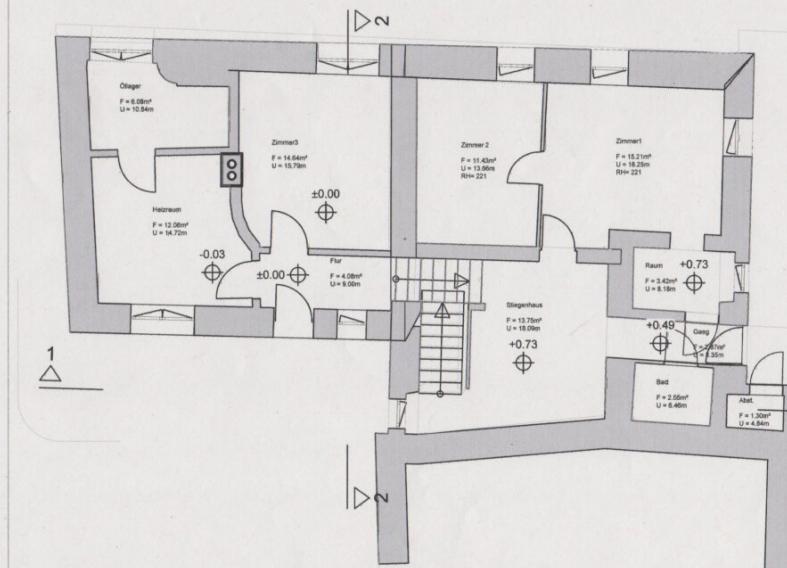 2
Öllager
F = 6.08m²
U = 10.84m
Zimmer3
F = 14.64m²
U = 15.79m
Zimmer 2
F = 11.43m²
U = 13.66m
RH= 221
Zimmer1
F = 15.21m²
U = 18.25m
RH= 221
±0.00
Heizraum
F = 12.06m²
U = 14.72m
-0.03
±0.00
Flur
F = 4.08m²
U = 9.00m
Raum
F = 3.42m²
U = 8.18m
+0.73
Stiegenhaus
F = 13.75m²
U = 18.09m
+0.73
+0.49
Gang
1
Bad
F = 2.55m²
U = 6.46m
Abst.
F = 1.30m²
U = 4.84m
2